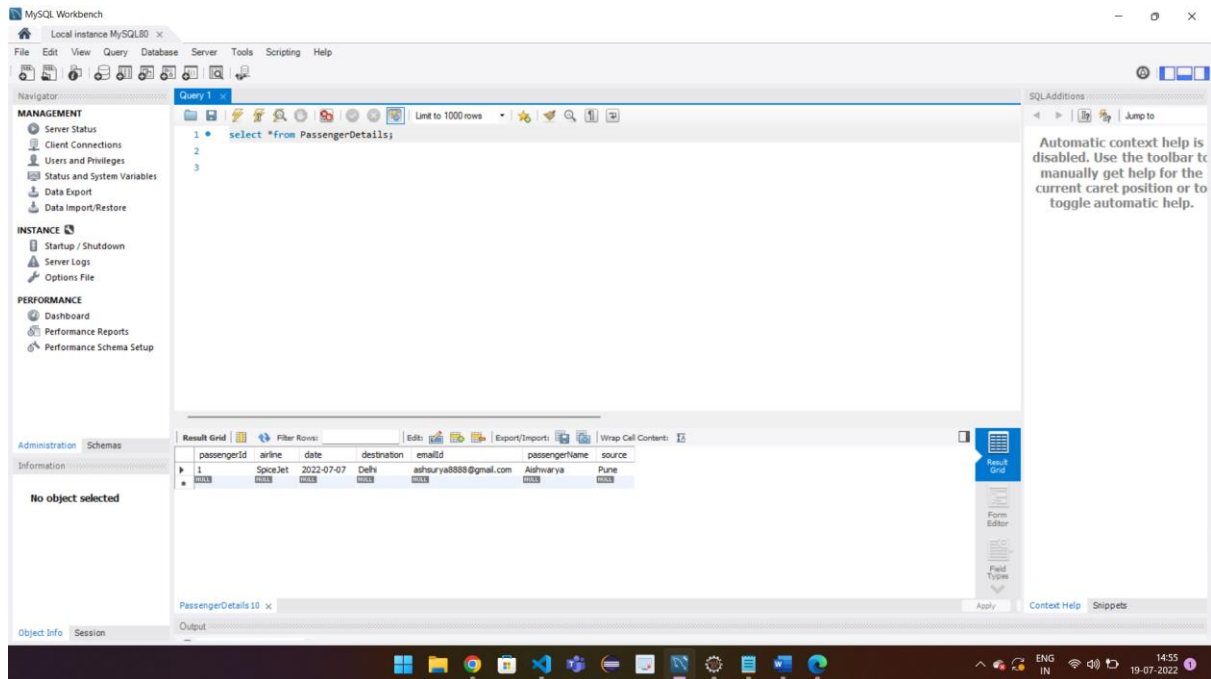 MySQL Workbench
Local instance MySQL80 ×
File Edit View Query Database Server Tools Scripting Help
Navigator
MANAGEMENT
Server Status
Client Connections
Users and Privileges
Status and System Variables
Data Export
Data Import/Restore
INSTANCE
Startup / Shutdown
Server Logs
Options File
PERFORMANCE
Dashboard
Performance Reports
Performance Schema Setup
Administration Schemas
Information
No object selected
Object Info Session
Query 1 ×
Limit to 1000 rows
1 select *from PassengerDetails;
2
3
Result Grid Filter Rows: Edit: Export/Import: Wrap Cell Content:
passengerId airline date destination emailId passengerName source
1 SpiceJet 2022-07-07 Delhi ashsurya8888@gmail.com Aishwarya Pune
NULL NULL NULL NULL NULL NULL NULL
Result Grid
Form Editor
Field Types
PassengerDetails 10 ×
Apply
Output
SQLAdditions
Jump to
Automatic context help is
disabled. Use the toolbar to
manually get help for the
current caret position or to
toggle automatic help.
Context Help Snippets
ENG
IN
14:55
19-07-2022
1